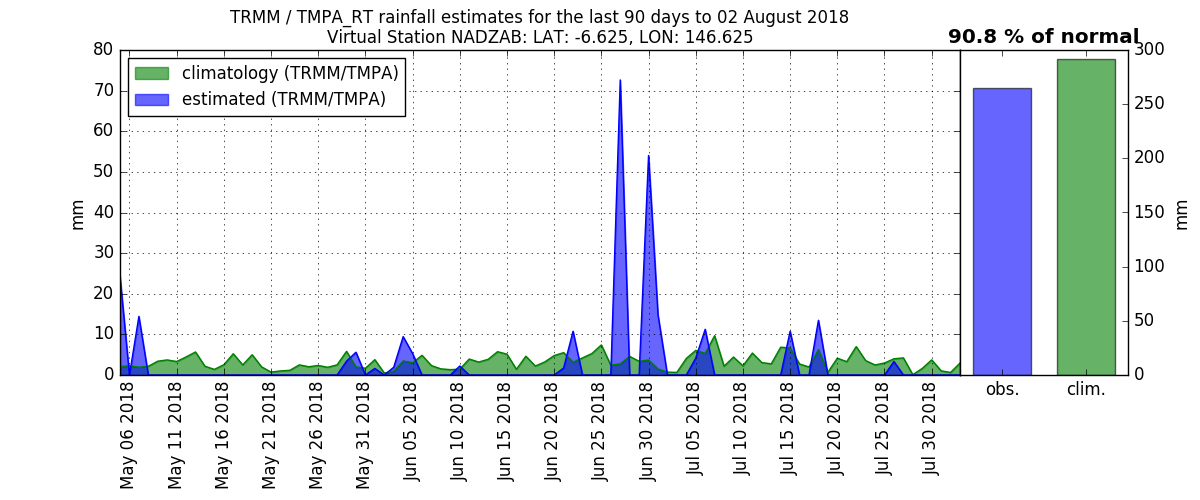 TRMM / TMPA_RT rainfall estimates for the last 90 days to 02 August 2018
Virtual Station NADZAB: LAT: -6.625, LON: 146.625
90.8 % of normal
climatology (TRMM/TMPA)
estimated (TRMM/TMPA)
mm
80
70
60
50
40
30
20
10
0
May 06 2018
May 11 2018
May 16 2018
May 21 2018
May 26 2018
May 31 2018
Jun 05 2018
Jun 10 2018
Jun 15 2018
Jun 20 2018
Jun 25 2018
Jun 30 2018
Jul 05 2018
Jul 10 2018
Jul 15 2018
Jul 20 2018
Jul 25 2018
Jul 30 2018
obs.
clim.
300
250
200
150
100
50
0
mm